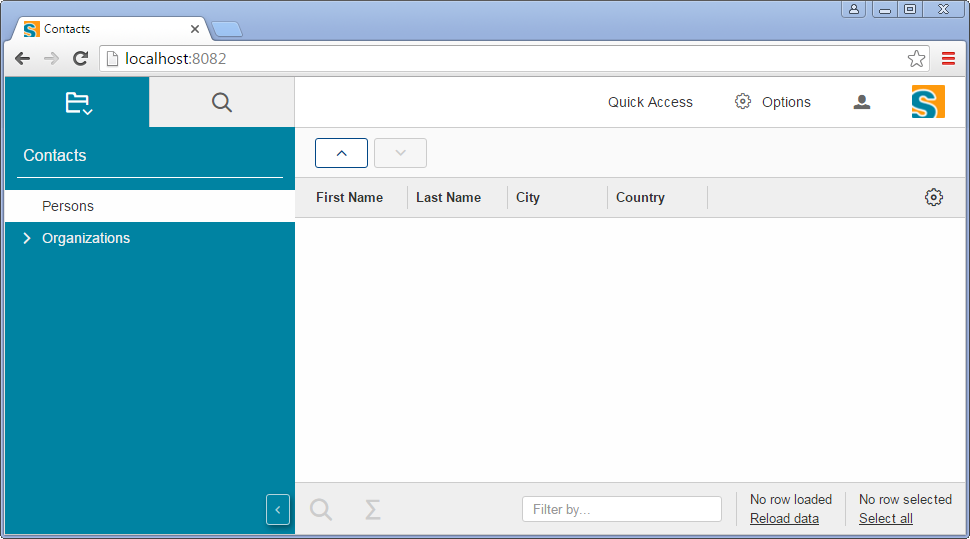 Contacts
localhost:8082
Quick Access
Options
S
Contacts
Persons
Organizations
First Name
Last Name
City
Country
Filter by...
No row loaded
Reload data
No row selected
Select all